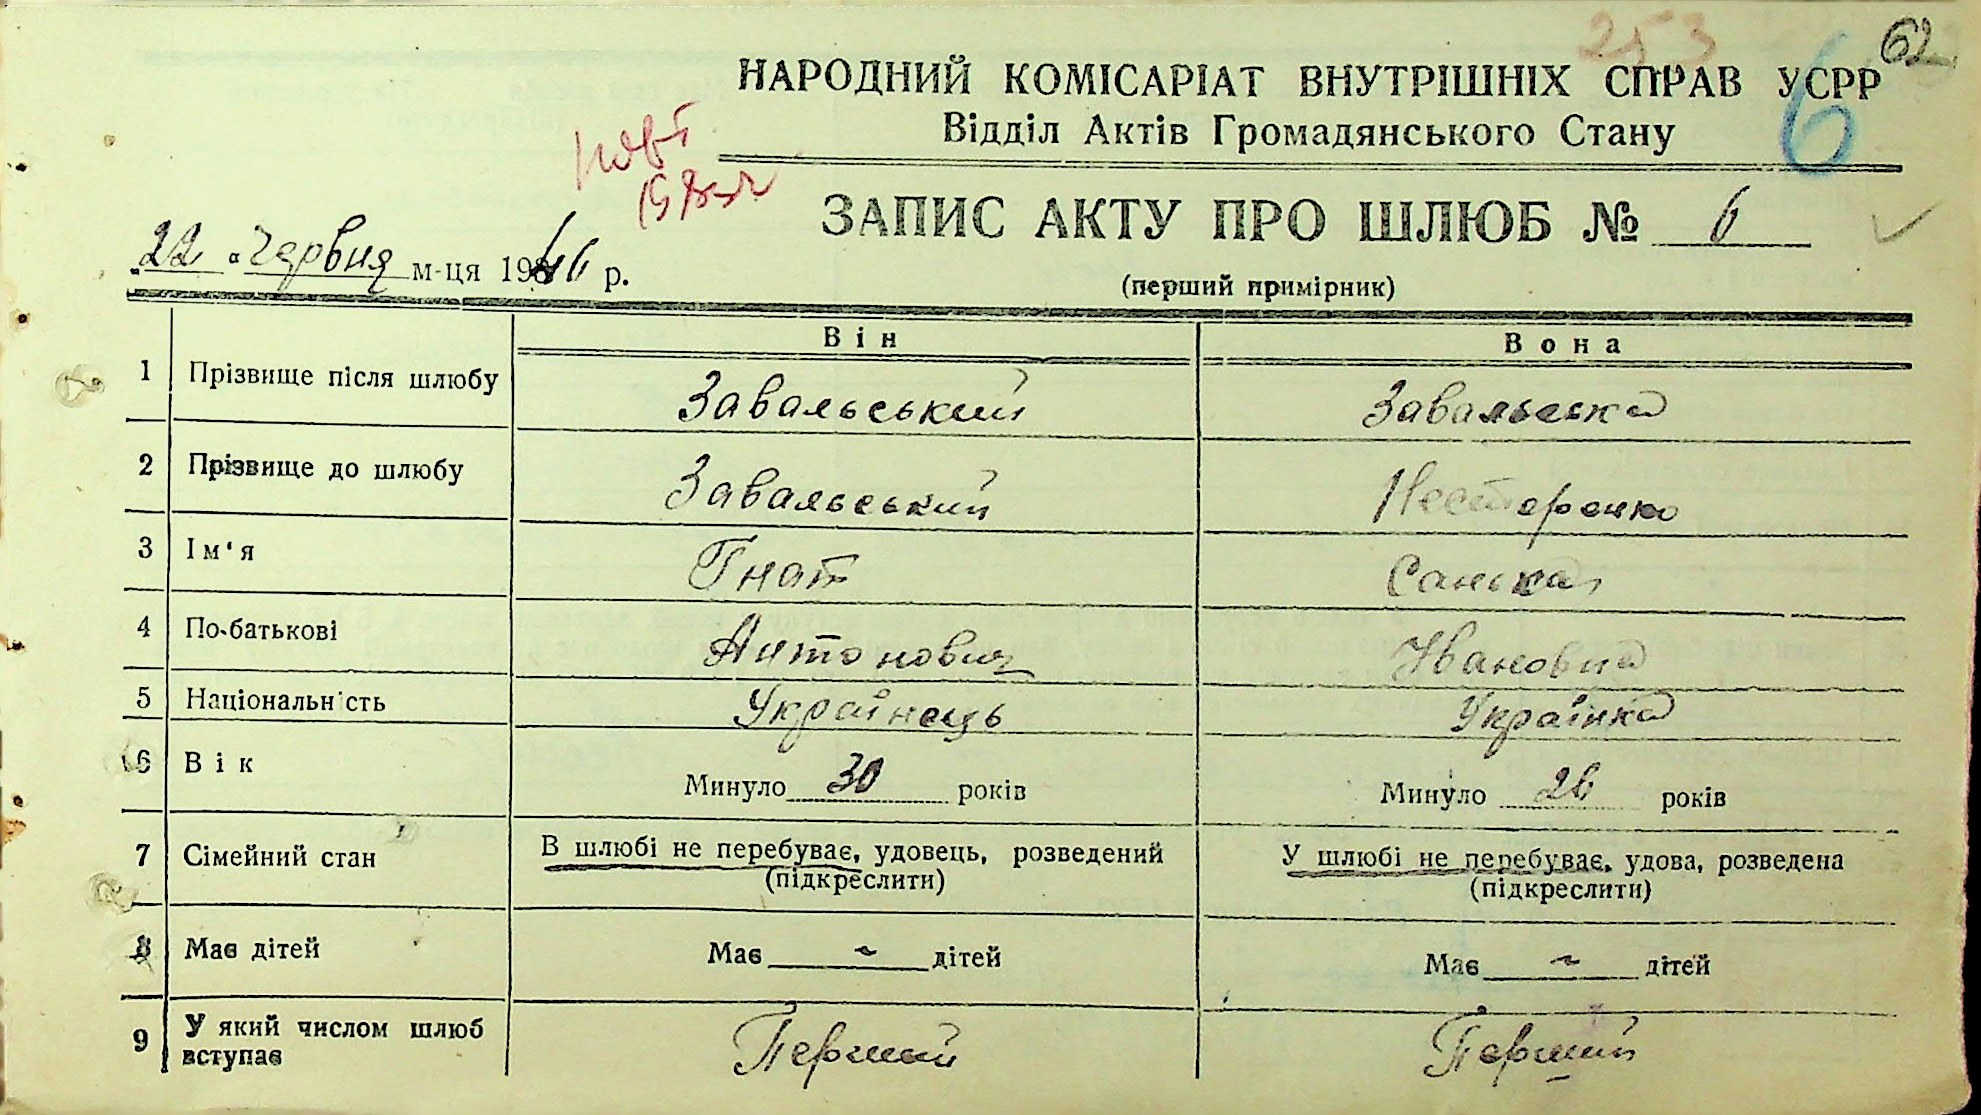 253
62
6
НАРОДНИЙ КОМІСАРІАТ ВНУТРІШНІХ СПРАВ УСРР
Відділ Актів Громадянського Стану
ЗАПИС АКТУ ПРО ШЛЮБ № 6
„22 “ Червня м-ця 1946 р.
(перший примірник)
Він Вона
1 Прізвище після шлюбу Завальський Завальська
2 Прізвище до шлюбу Завальський Нестеренко
3 Ім'я Гнат Санька
4 По-батькові Антонович Івановна
5 Національність Українець Українка
6 Вік Минуло 30 років Минуло 26 років
7 Сімейний стан В шлюбі не перебуває, удовець, розведений У шлюбі не перебуває, удова, розведена
(підкреслити) (підкреслити)
8 Має дітей Має ~ дітей Має ~ дітей
9 У який числом шлюб вступає Перший Перший